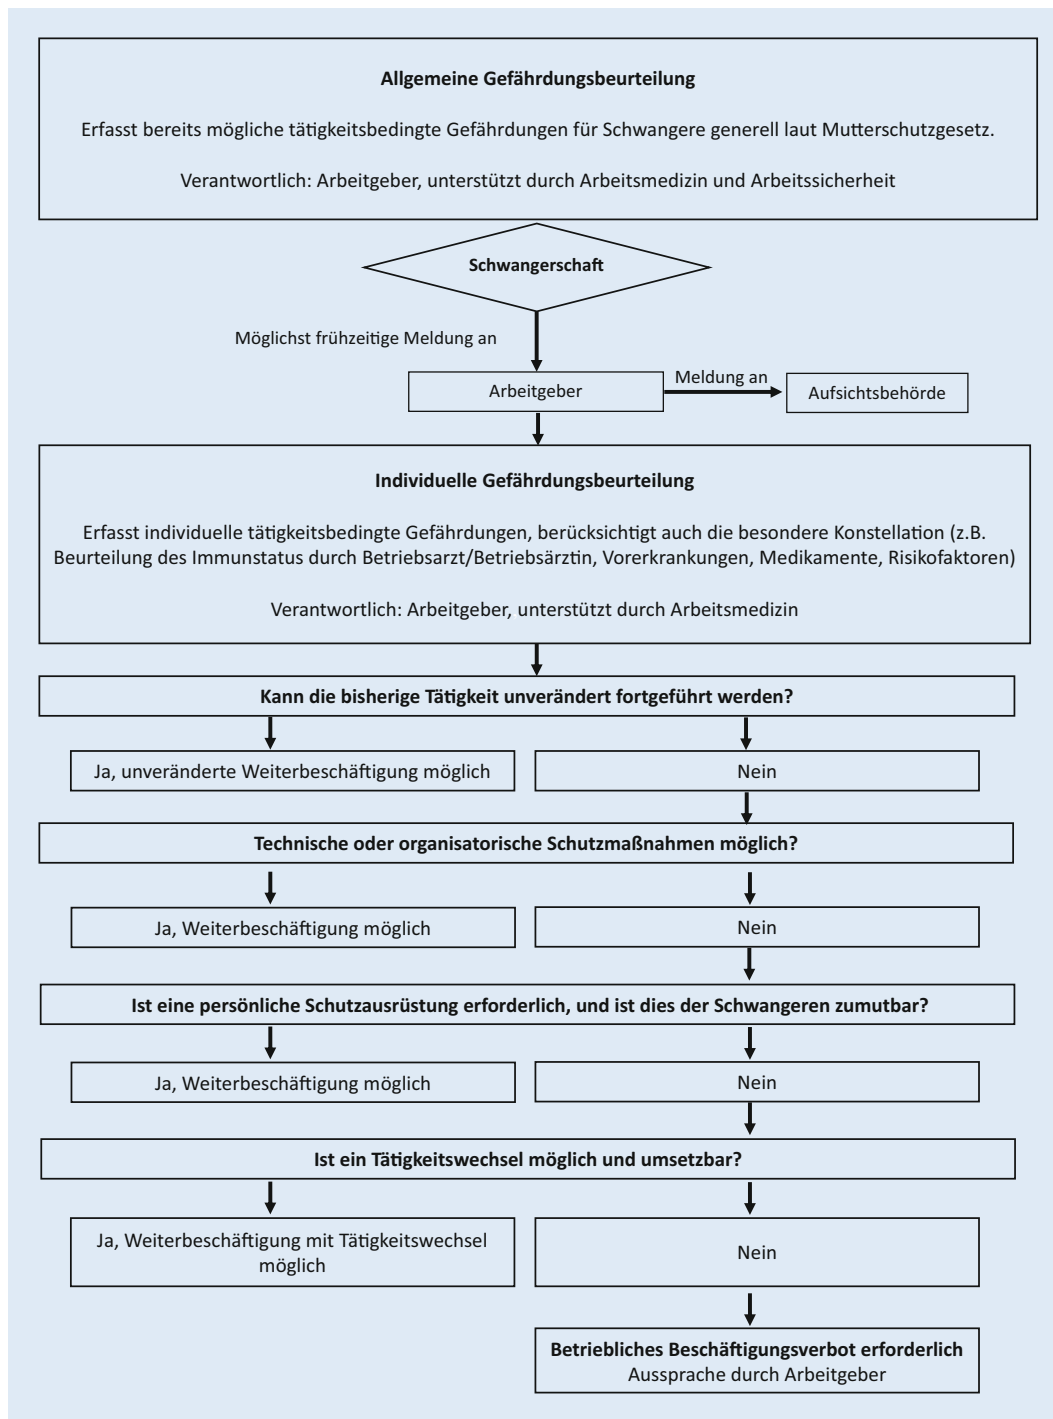 Allgemeine Gefährdungsbeurteilung
Erfasst bereits mögliche tätigkeitsbedingte Gefährdungen für Schwangere generell laut Mutterschutzgesetz.
Verantwortlich: Arbeitgeber, unterstützt durch Arbeitsmedizin und Arbeitssicherheit
Schwangerschaft
Möglichst frühzeitige Meldung an
Arbeitgeber
Meldung an
Aufsichtsbehörde
Individuelle Gefährdungsbeurteilung
Erfasst individuelle tätigkeitsbedingte Gefährdungen, berücksichtigt auch die besondere Konstellation (z.B.
Beurteilung des Immunstatus durch Betriebsarzt/Betriebsärztin, Vorerkrankungen, Medikamente, Risikofaktoren)
Verantwortlich: Arbeitgeber, unterstützt durch Arbeitsmedizin
Kann die bisherige Tätigkeit unverändert fortgeführt werden?
Ja, unveränderte Weiterbeschäftigung möglich
Nein
Technische oder organisatorische Schutzmaßnahmen möglich?
Ja, Weiterbeschäftigung möglich
Nein
Ist eine persönliche Schutzausrüstung erforderlich, und ist dies der Schwangeren zumutbar?
Ja, Weiterbeschäftigung möglich
Nein
Ist ein Tätigkeitswechsel möglich und umsetzbar?
Ja, Weiterbeschäftigung mit Tätigkeitswechsel
möglich
Nein
Betriebliches Beschäftigungsverbot erforderlich
Aussprache durch Arbeitgeber